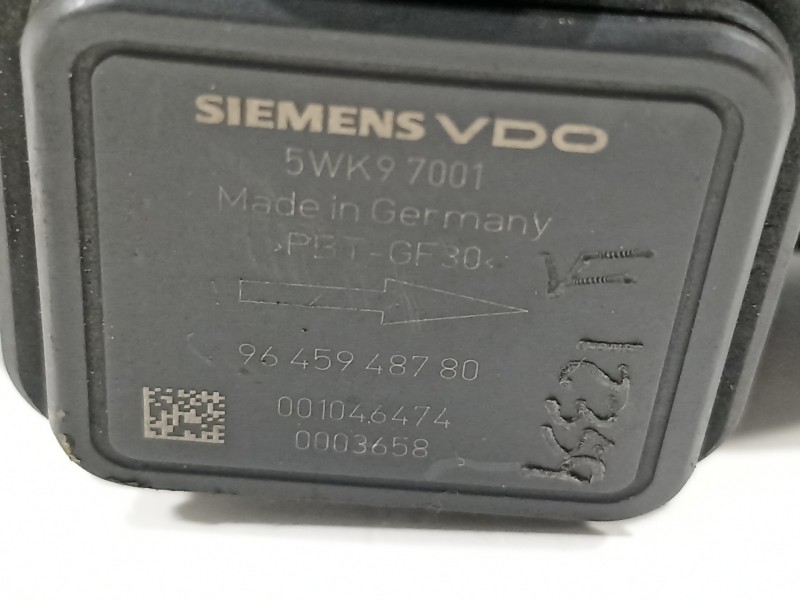 SIEMENS VDO
5WK9 7001
Made in Germany
>PBT-GF30<
96 459 487 80
001046474
0003658